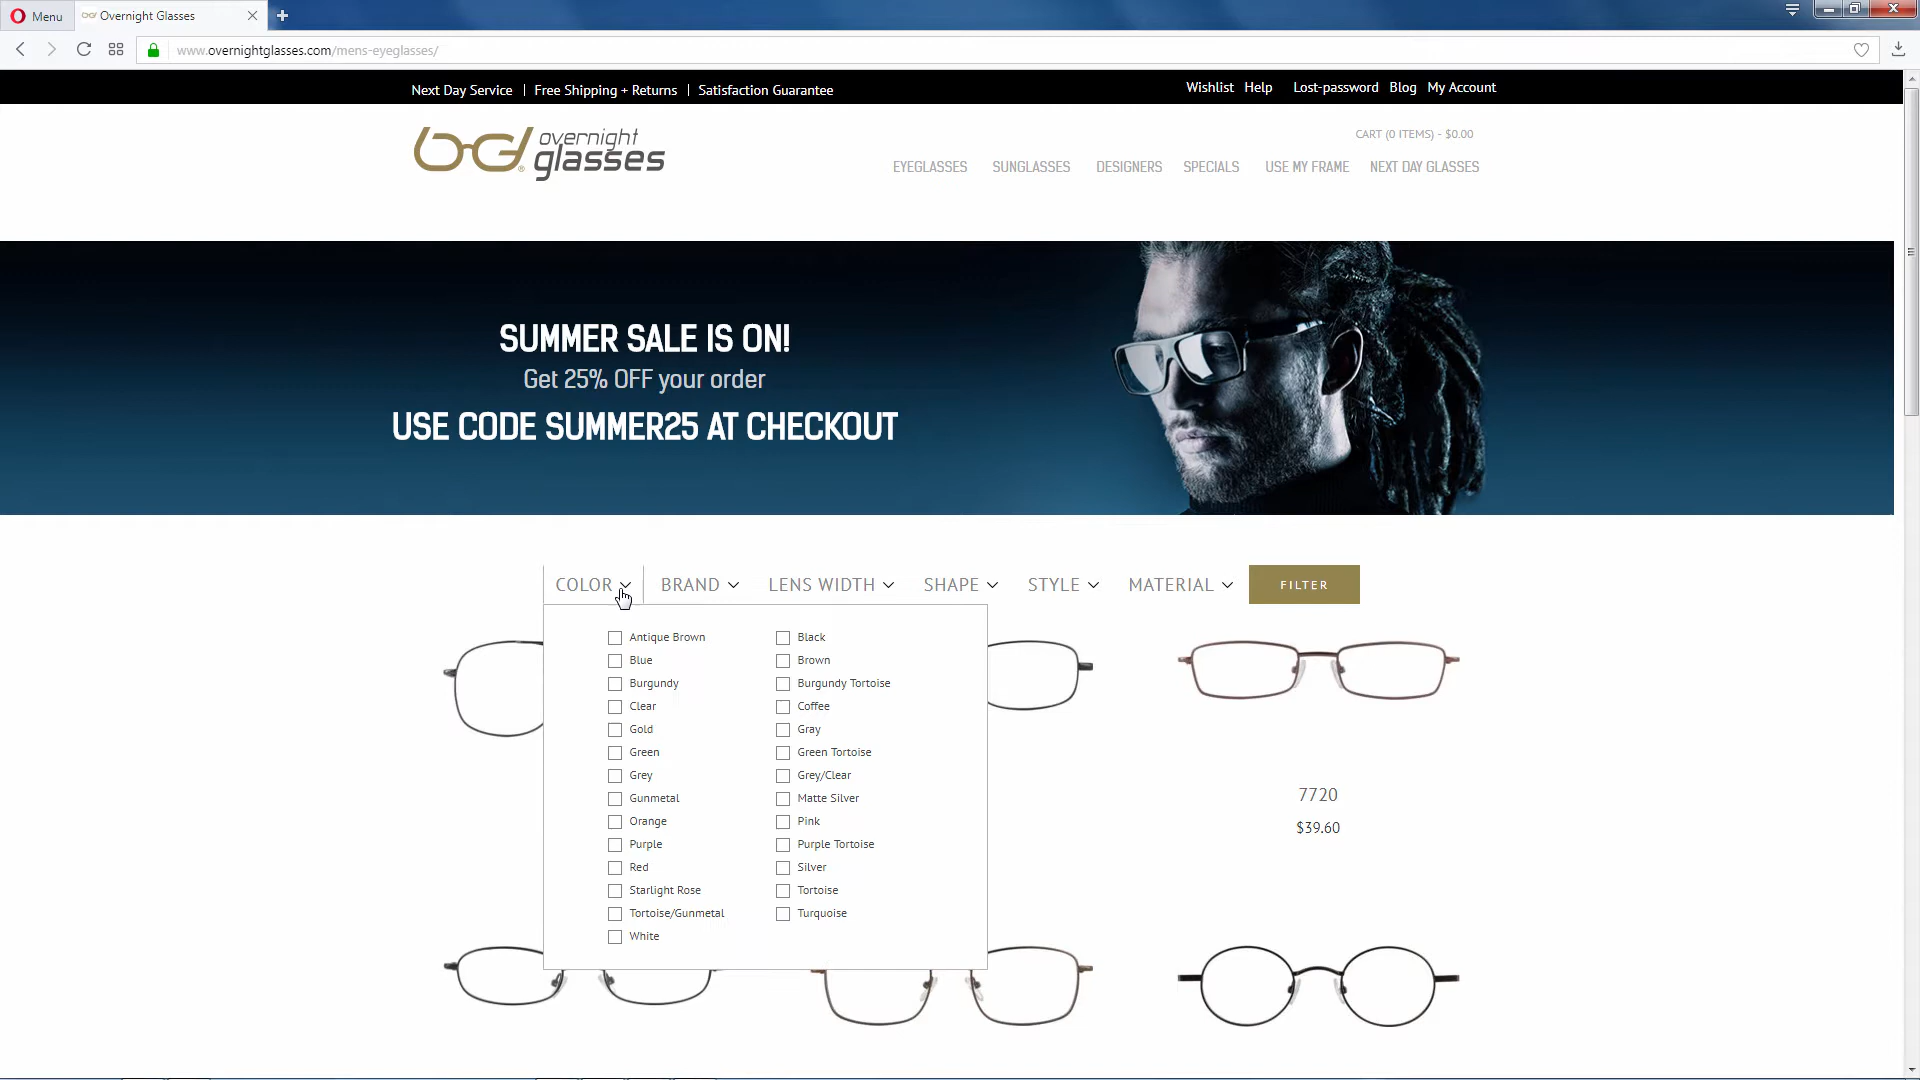 Menu
Overnight Glasses
www.overnightglasses.com/mens-eyeglasses/
Next Day Service | Free Shipping + Returns | Satisfaction Guarantee
Wishlist Help Lost-password Blog My Account
overnight glasses®
CART (0 ITEMS) - $0.00
EYEGLASSES SUNGLASSES DESIGNERS SPECIALS USE MY FRAME NEXT DAY GLASSES
SUMMER SALE IS ON!
Get 25% OFF your order
USE CODE SUMMER25 AT CHECKOUT
COLOR BRAND LENS WIDTH SHAPE STYLE MATERIAL FILTER
Antique Brown Black
Blue Brown
Burgundy Burgundy Tortoise
Clear Coffee
Gold Gray
Green Green Tortoise
Grey Grey/Clear
Gunmetal Matte Silver
Orange Pink
Purple Purple Tortoise
Red Silver
Starlight Rose Tortoise
Tortoise/Gunmetal Turquoise
White
7720
$39.60